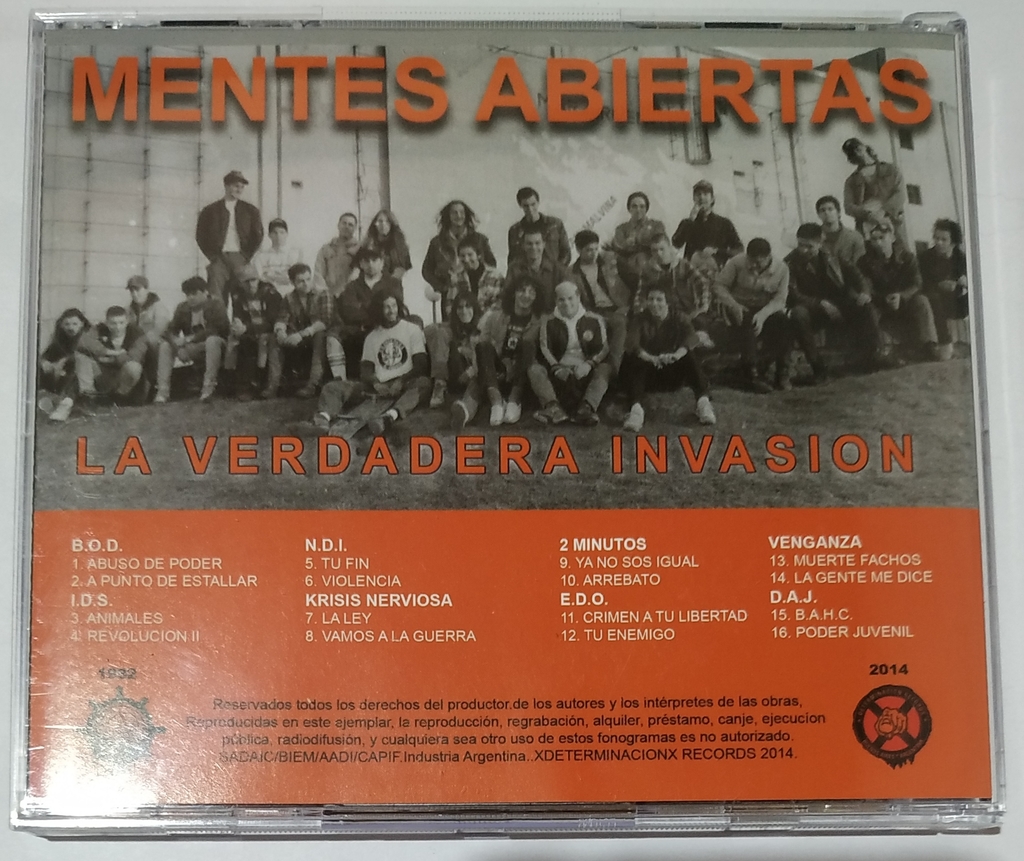 MENTES ABIERTAS
MALVINA
LA VERDADERA INVASION
B.O.D.
1. ABUSO DE PODER
2. A PUNTO DE ESTALLAR
I.D.S.
3. ANIMALES
4. REVOLUCION II
N.D.I.
5. TU FIN
6. VIOLENCIA
KRISIS NERVIOSA
7. LA LEY
8. VAMOS A LA GUERRA
2 MINUTOS
9. YA NO SOS IGUAL
10. ARREBATO
E.D.O.
11. CRIMEN A TU LIBERTAD
12. TU ENEMIGO
VENGANZA
13. MUERTE FACHOS
14. LA GENTE ME DICE
D.A.J.
15. B.A.H.C.
16. PODER JUVENIL
2014
Reservados todos los derechos del productor.de los autores y los intérpretes de las obras,
Reproducidas en este ejemplar, la reproducción, regrabación, alquiler, préstamo, canje, ejecucion
pública, radiodifusión, y cualquiera sea otro uso de estos fonogramas es no autorizado.
SADAIC/BIEM/AADI/CAPIF.Industria Argentina..XDETERMINACIONX RECORDS 2014.